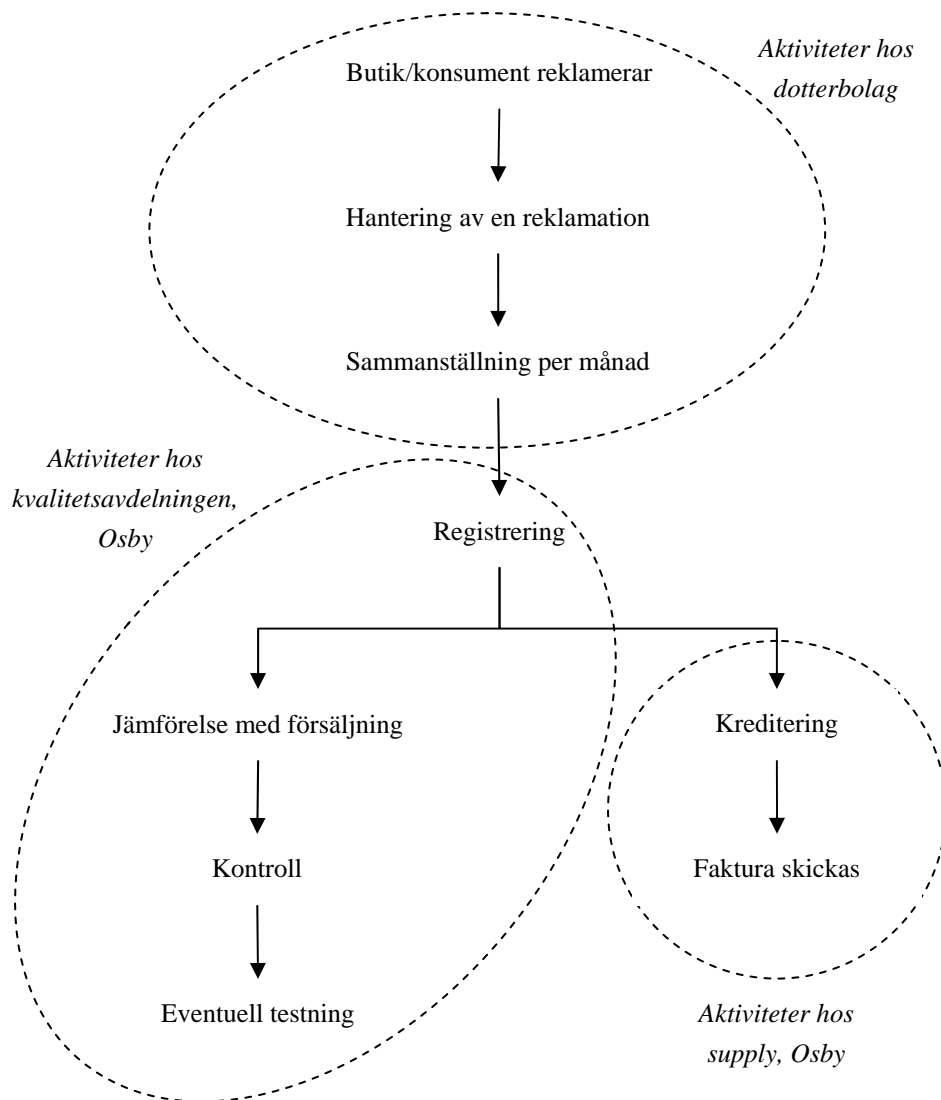 Aktiviteter hos
dotterbolag
Butik/konsument reklamerar
Hantering av en reklamation
Sammanställning per månad
Aktiviteter hos
kvalitetsavdelningen,
Osby
Registrering
Jämförelse med försäljning
Kreditering
Kontroll
Faktura skickas
Eventuell testning
Aktiviteter hos
supply, Osby